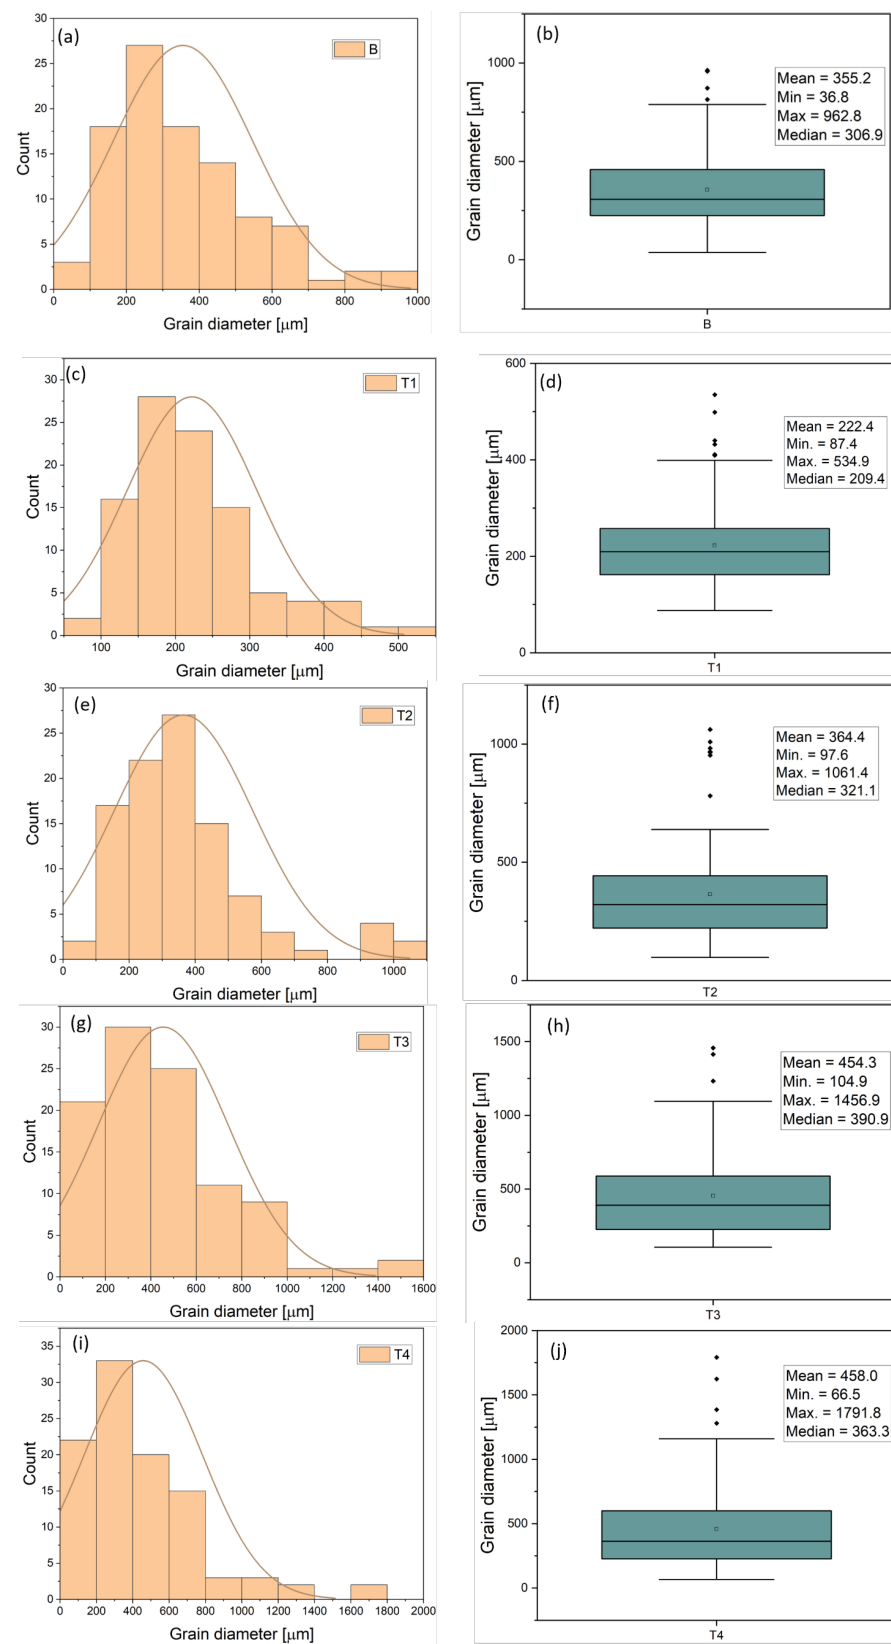 (a)
B
30
25
20
15
10
5
0
Count
0 200 400 600 800 1000
Grain diameter [μm]
(b)
1000
500
0
Grain diameter [μm]
Mean = 355.2
Min = 36.8
Max = 962.8
Median = 306.9
B
(c)
T1
30
25
20
15
10
5
0
Count
100 200 300 400 500
Grain diameter [μm]
(d)
600
400
200
0
Grain diameter [μm]
Mean = 222.4
Min. = 87.4
Max. = 534.9
Median = 209.4
T1
(e)
T2
30
25
20
15
10
5
0
Count
0 200 400 600 800 1000
Grain diameter [μm]
(f)
1000
500
0
Grain diameter [μm]
Mean = 364.4
Min. = 97.6
Max. = 1061.4
Median = 321.1
T2
(g)
T3
30
25
20
15
10
5
0
Count
0 200 400 600 800 1000 1200 1400 1600
Grain diameter [μm]
(h)
1500
1000
500
0
Grain diameter [μm]
Mean = 454.3
Min. = 104.9
Max. = 1456.9
Median = 390.9
T3
(i)
T4
35
30
25
20
15
10
5
0
Count
0 200 400 600 800 1000 1200 1400 1600 1800 2000
Grain diameter [μm]
(j)
2000
1500
1000
500
0
Grain diameter [μm]
Mean = 458.0
Min. = 66.5
Max. = 1791.8
Median = 363.3
T4